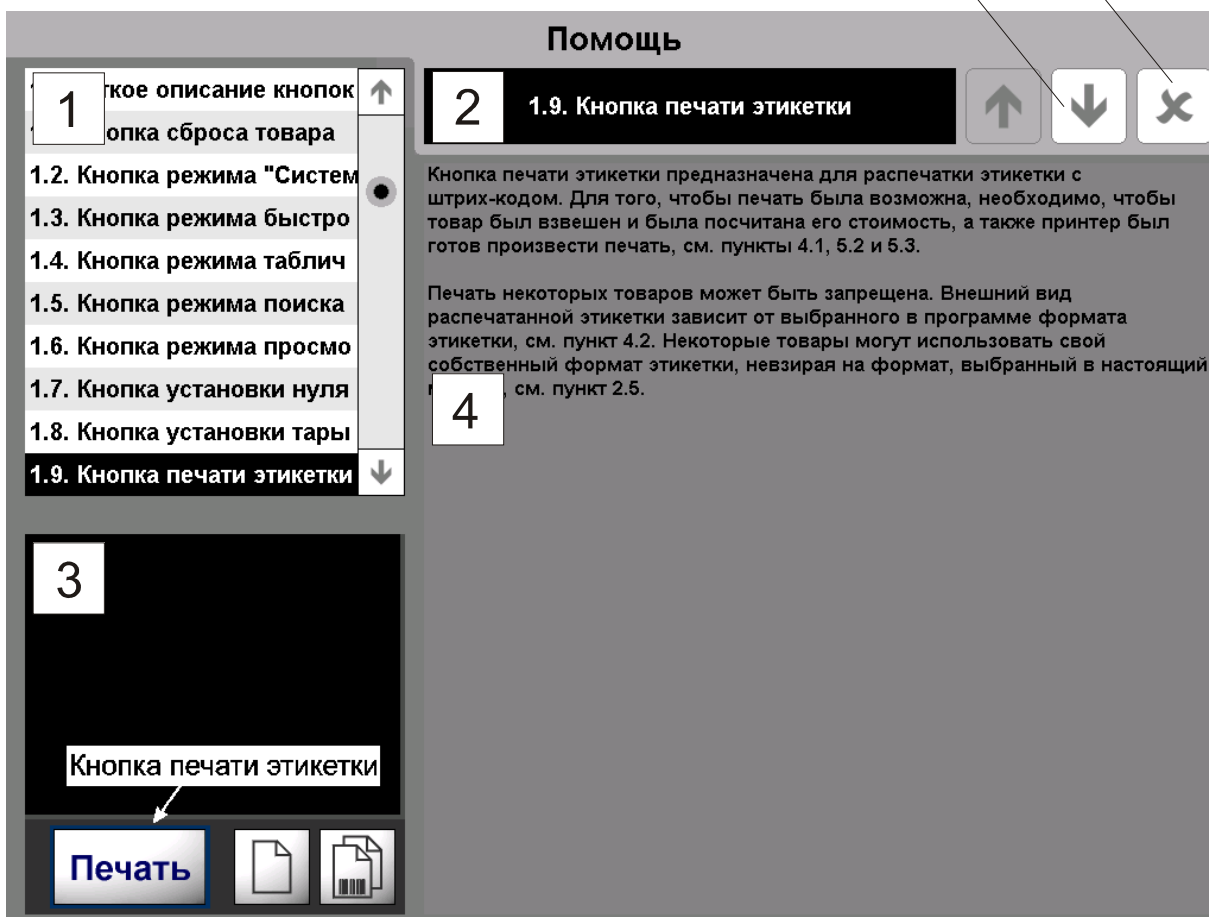 Помощь
1
ткое описание кнопок
опка сброса товара
1.2. Кнопка режима "Систем
1.3. Кнопка режима быстро
1.4. Кнопка режима таблич
1.5. Кнопка режима поиска
1.6. Кнопка режима просмо
1.7. Кнопка установки нуля
1.8. Кнопка установки тары
1.9. Кнопка печати этикетки
2
1.9. Кнопка печати этикетки
Кнопка печати этикетки предназначена для распечатки этикетки с
штрих-кодом. Для того, чтобы печать была возможна, необходимо, чтобы
товар был взвешен и была посчитана его стоимость, а также принтер был
готов произвести печать, см. пункты 4.1, 5.2 и 5.3.
Печать некоторых товаров может быть запрещена. Внешний вид
распечатанной этикетки зависит от выбранного в программе формата
этикетки, см. пункт 4.2. Некоторые товары могут использовать свой
собственный формат этикетки, невзирая на формат, выбранный в настоящий
, см. пункт 2.5.
4
3
Кнопка печати этикетки
Печать